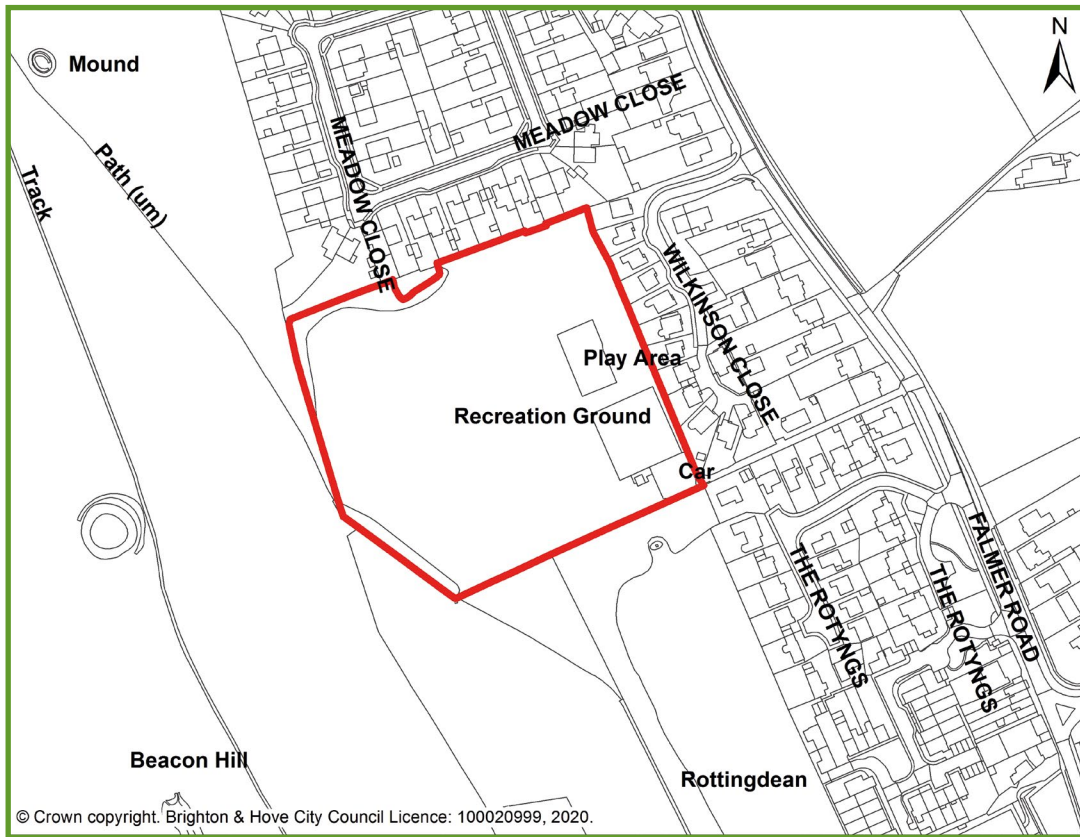 N
Mound
MEADOW CLOSE
MEADOW CLOSE
Path (um)
Track
WILKINSON CLOSE
Play Area
Recreation Ground
Car
FALMER ROAD
THE ROTYNGS
THE ROTYNGS
Beacon Hill
Rottingdean
© Crown copyright. Brighton & Hove City Council Licence: 100020999, 2020.